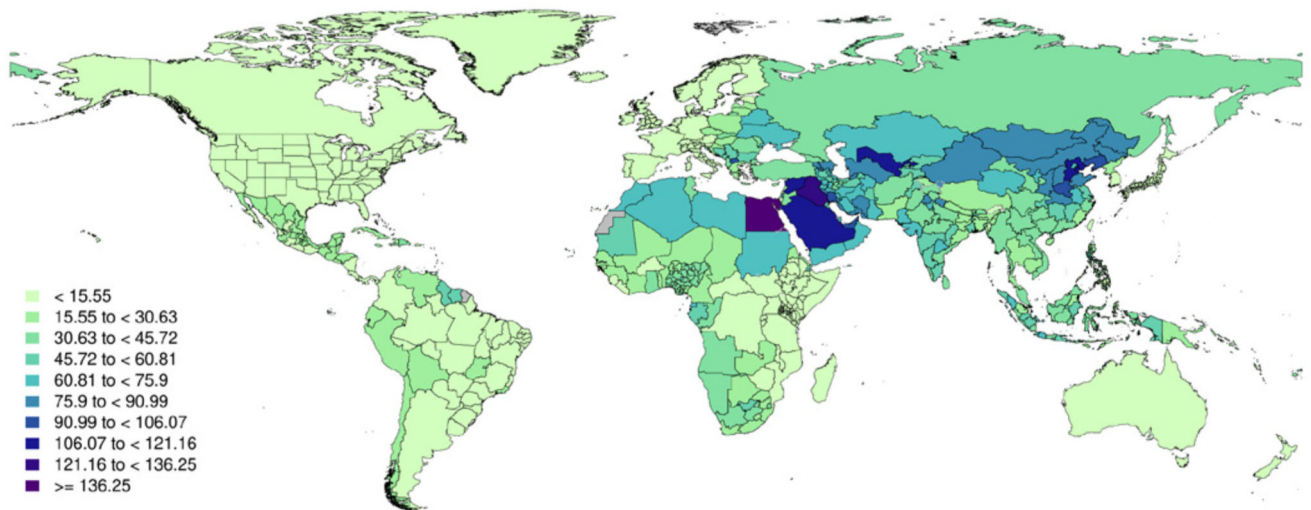 < 15.55
15.55 to < 30.63
30.63 to < 45.72
45.72 to < 60.81
60.81 to < 75.9
75.9 to < 90.99
90.99 to < 106.07
106.07 to < 121.16
121.16 to < 136.25
>= 136.25